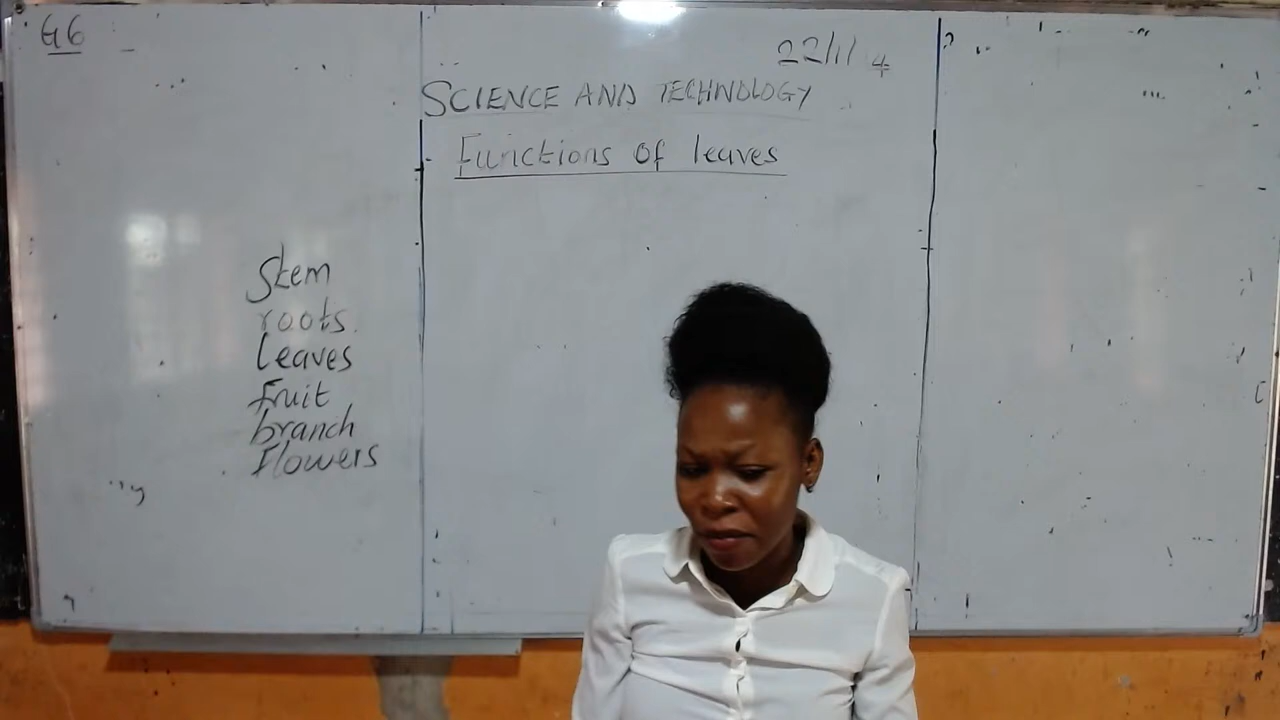 G6
22/11 4
SCIENCE AND TECHNOLOGY
Functions of leaves
Stem
roots.
leaves
Fruit
branch
Flowers